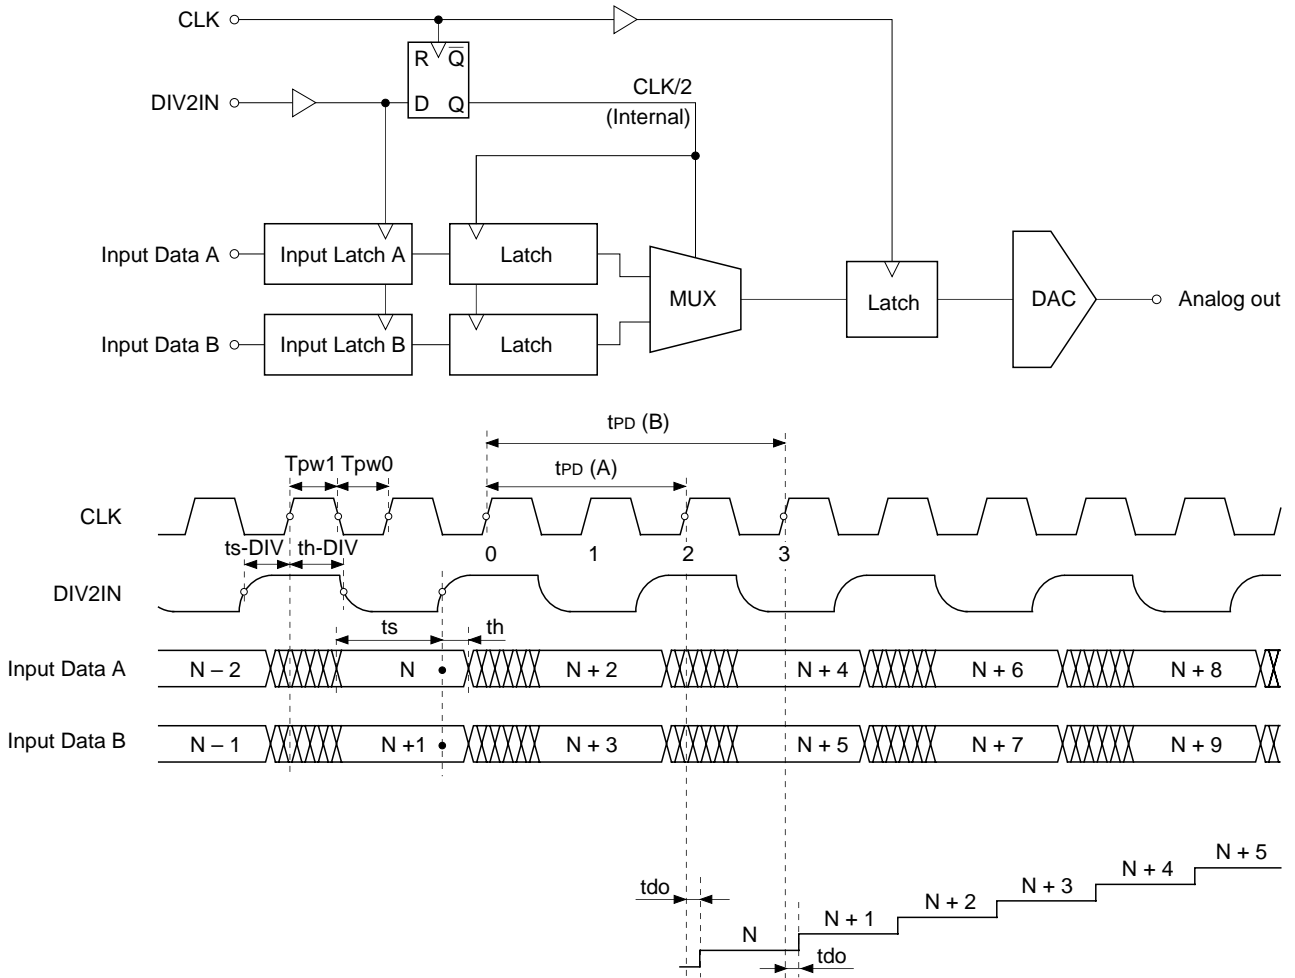 CLK
R Q
DIV2IN
D Q
CLK/2
(Internal)
Input Data A
Input Latch A
Latch
MUX
Latch
DAC
Analog out
Input Data B
Input Latch B
Latch
tPD (B)
Tpw1 Tpw0
tPD (A)
CLK
ts-DIV th-DIV
0 1 2 3
DIV2IN
ts th
Input Data A
N – 2 N N + 2 N + 4 N + 6 N + 8
Input Data B
N – 1 N +1 N + 3 N + 5 N + 7 N + 9
N + 5
N + 4
N + 3
tdo
N + 2
N + 1
N
tdo